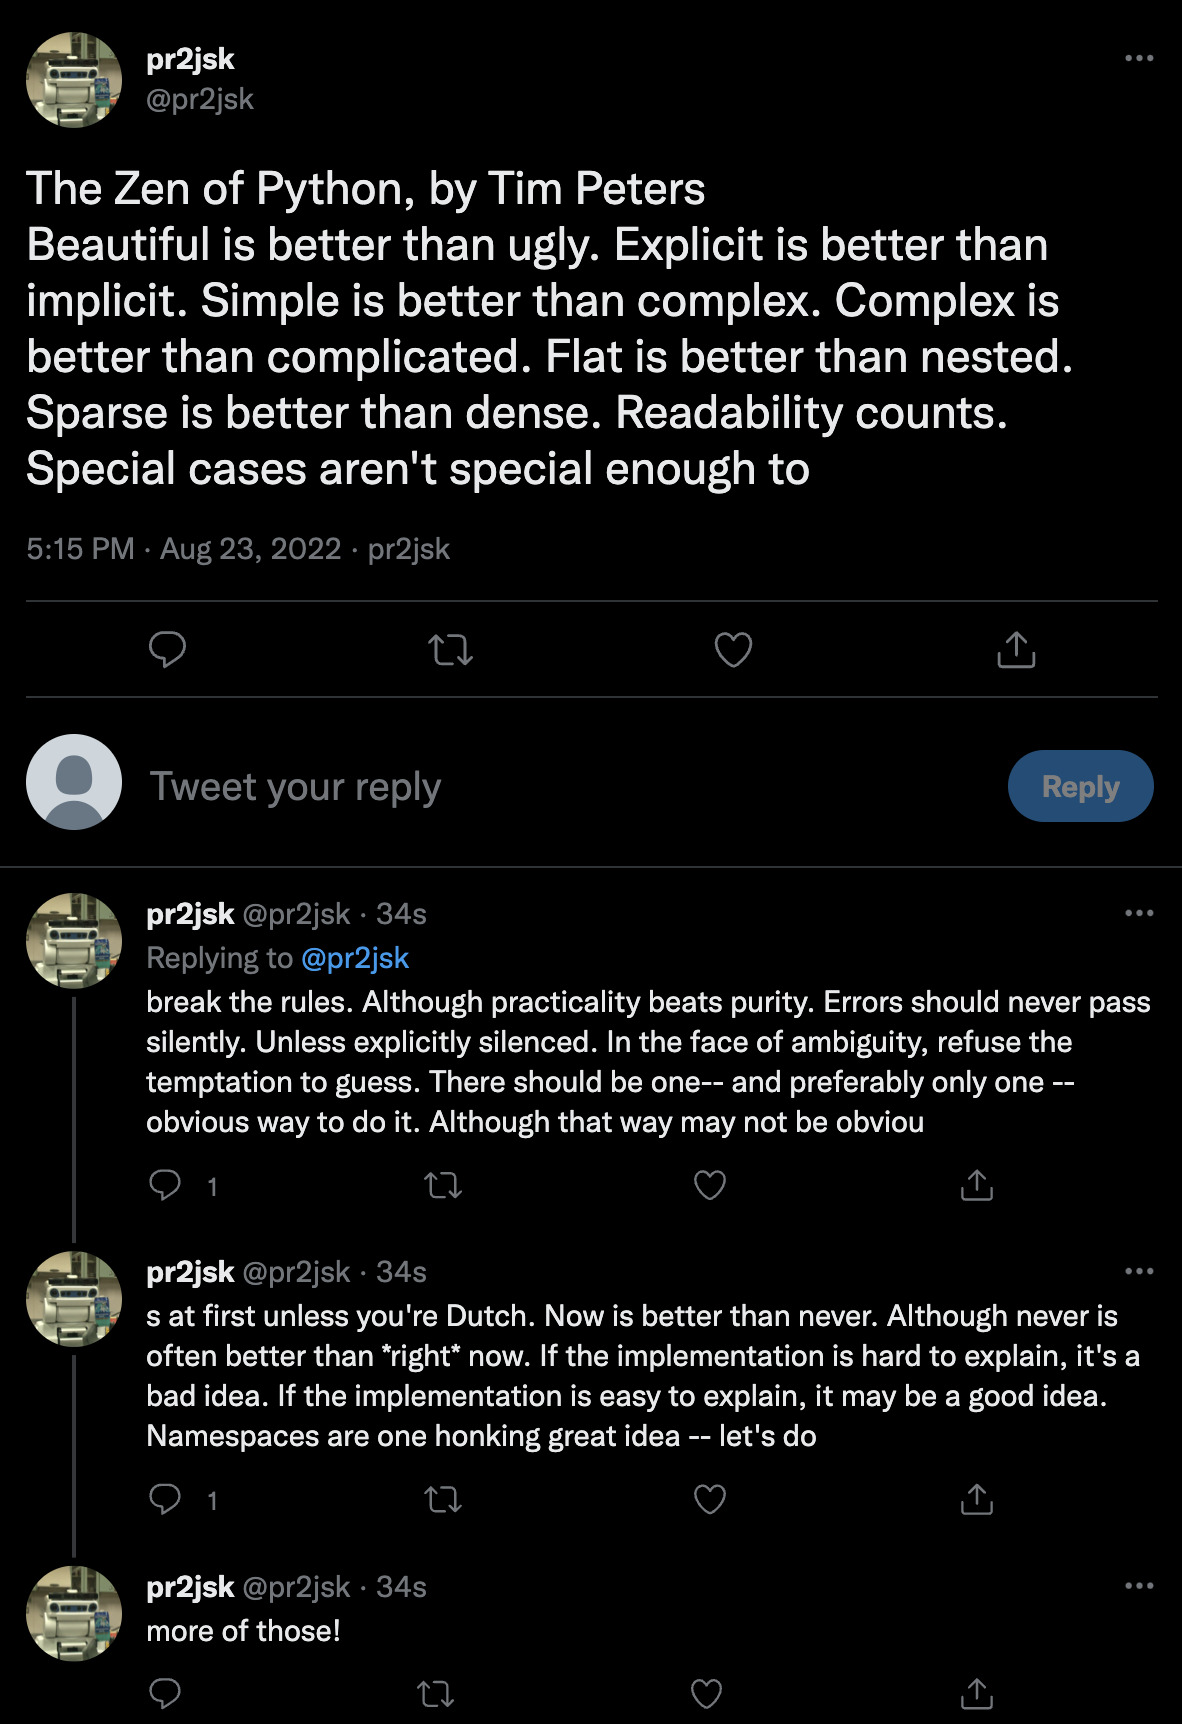 pr2jsk
@pr2jsk
The Zen of Python, by Tim Peters
Beautiful is better than ugly. Explicit is better than
implicit. Simple is better than complex. Complex is
better than complicated. Flat is better than nested.
Sparse is better than dense. Readability counts.
Special cases aren't special enough to
5:15 PM · Aug 23, 2022 · pr2jsk
Tweet your reply
Reply
pr2jsk @pr2jsk · 34s
Replying to @pr2jsk
break the rules. Although practicality beats purity. Errors should never pass
silently. Unless explicitly silenced. In the face of ambiguity, refuse the
temptation to guess. There should be one-- and preferably only one --
obvious way to do it. Although that way may not be obviou
1
pr2jsk @pr2jsk · 34s
s at first unless you're Dutch. Now is better than never. Although never is
often better than *right* now. If the implementation is hard to explain, it's a
bad idea. If the implementation is easy to explain, it may be a good idea.
Namespaces are one honking great idea -- let's do
1
pr2jsk @pr2jsk · 34s
more of those!